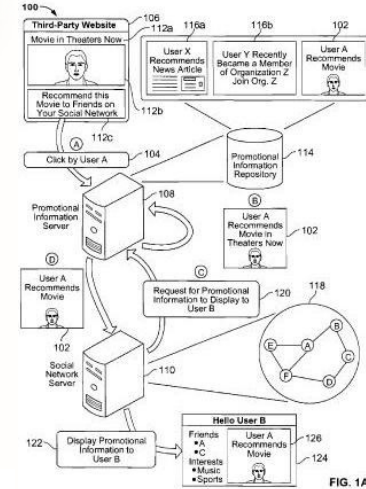 100
Third-Party Website
106
112a
Movie in Theaters Now
112b
Recommend this
Movie to Friends on
Your Social Network
112c
116a
116b
102
User X
Recommends
News Article
User Y Recently
Became a Member
of Organization Z
Join Org. Z
User A
Recommends
Movie
A
Click by User A
104
Promotional
Information
Repository
114
108
Promotional
Information
Server
B
User A
Recommends
Movie in
Theaters Now
102
D
User A
Recommends
Movie
102
C
Request for Promotional
Information to Display to
User B
120
118
B
A
E
C
F
D
Social
Network
Server
110
122
Display Promotional
Information to
User B
Hello User B
Friends
•A
•C
Interests
•Music
•Sports
User A
Recommends
Movie
126
124
FIG. 1A